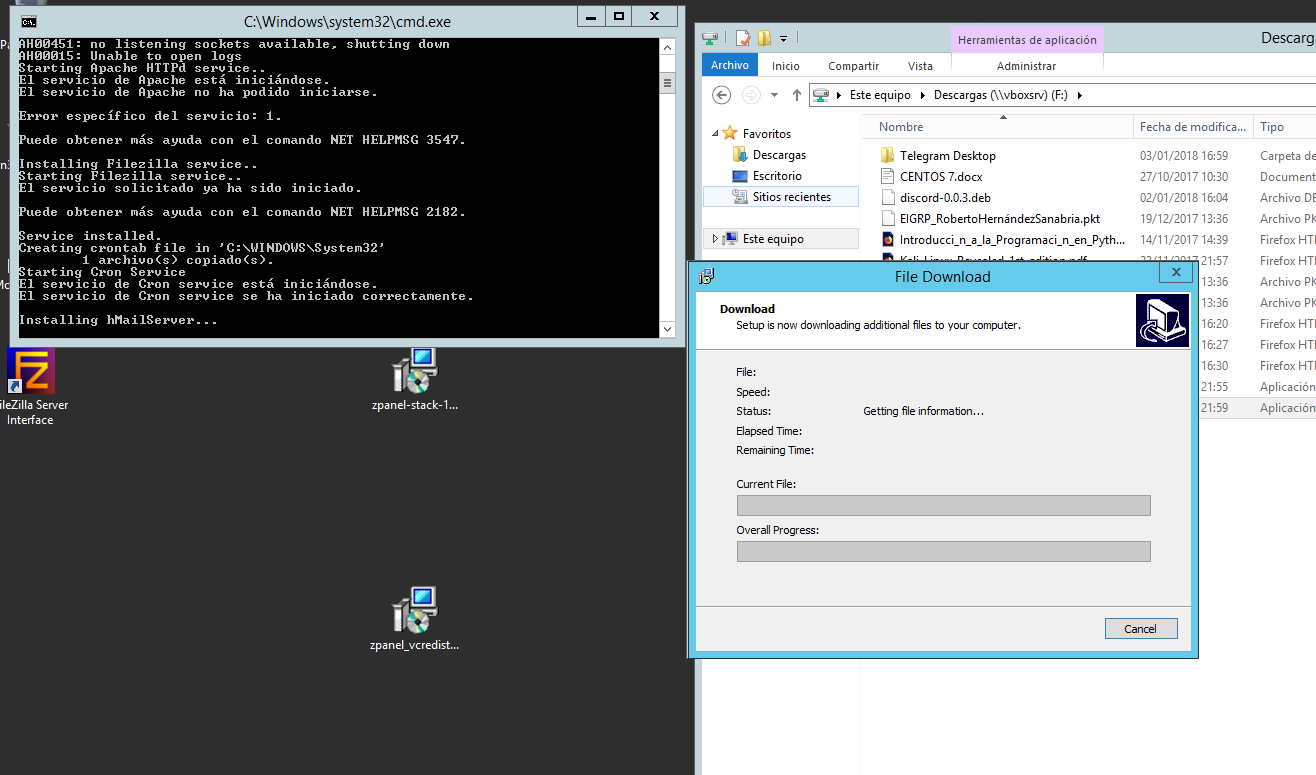 C:\Windows\system32\cmd.exe
AH00451: no listening sockets available, shutting down
AH00015: Unable to open logs
Starting Apache HTTPd service..
El servicio de Apache está iniciándose.
El servicio de Apache no ha podido iniciarse.
Error específico del servicio: 1.
Puede obtener más ayuda con el comando NET HELPMSG 3547.
Installing Filezilla service..
Starting Filezilla service..
El servicio solicitado ya ha sido iniciado.
Puede obtener más ayuda con el comando NET HELPMSG 2182.
Service installed.
Creating crontab file in 'C:\WINDOWS\System32'
1 archivo(s) copiado(s).
Starting Cron Service
El servicio de Cron service está iniciándose.
El servicio de Cron service se ha iniciado correctamente.
Installing hMailServer...
ileZilla Server
Interface
zpanel-stack-1...
zpanel_vcredist...
Herramientas de aplicación
Descarg
Archivo Inicio Compartir Vista Administrar
Este equipo Descargas (\\vboxsrv) (F:)
Favoritos
Descargas
Escritorio
Sitios recientes
Este equipo
Nombre Fecha de modifica... Tipo
Telegram Desktop 03/01/2018 16:59 Carpeta de
CENTOS 7.docx 27/10/2017 10:30 Document
discord-0.0.3.deb 02/01/2018 16:04 Archivo DE
EIGRP_RobertoHernándezSanabria.pkt 19/12/2017 13:36 Archivo PK
Introducci_n_a_la_Programaci_n_en_Pyth... 14/11/2017 14:39 Firefox HTI
Kali_Linux_Revealed_1st_edition.pdf 22/11/2017 21:57 Firefox HTI
13:36 Archivo PK
13:36 Archivo PK
16:20 Firefox HTI
16:27 Firefox HTI
16:30 Firefox HTI
21:55 Aplicación
21:59 Aplicación
File Download
Download
Setup is now downloading additional files to your computer.
File:
Speed:
Status: Getting file information...
Elapsed Time:
Remaining Time:
Current File:
Overall Progress:
Cancel